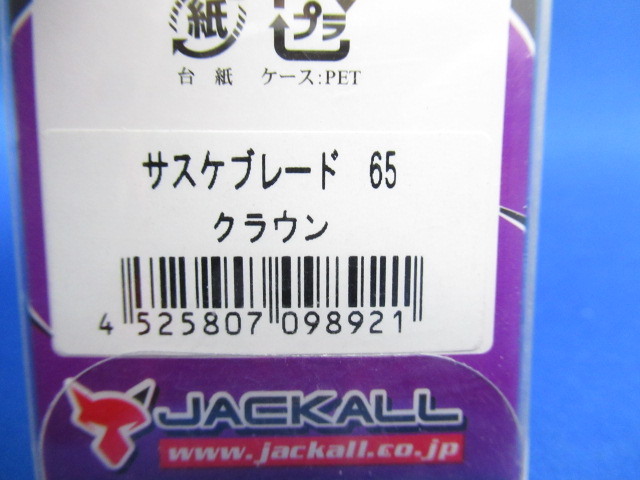 紙 プラ
台 紙 ケース:PET
サスケブレード 65
クラウン
4 525807 098921
JACKALL
www.jackall.co.jp